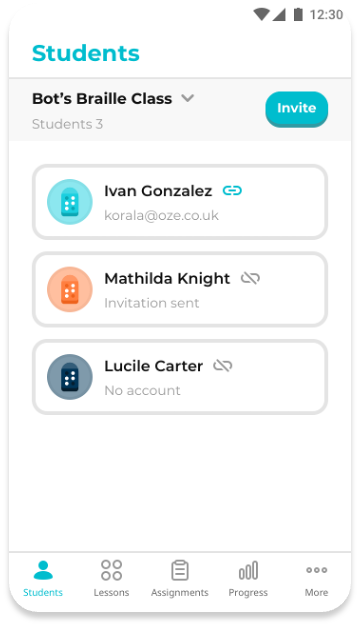 12:30
Students
Bot's Braille Class
Students 3
Invite
Ivan Gonzalez
korala@oze.co.uk
Mathilda Knight
Invitation sent
Lucile Carter
No account
Students Lessons Assignments Progress More